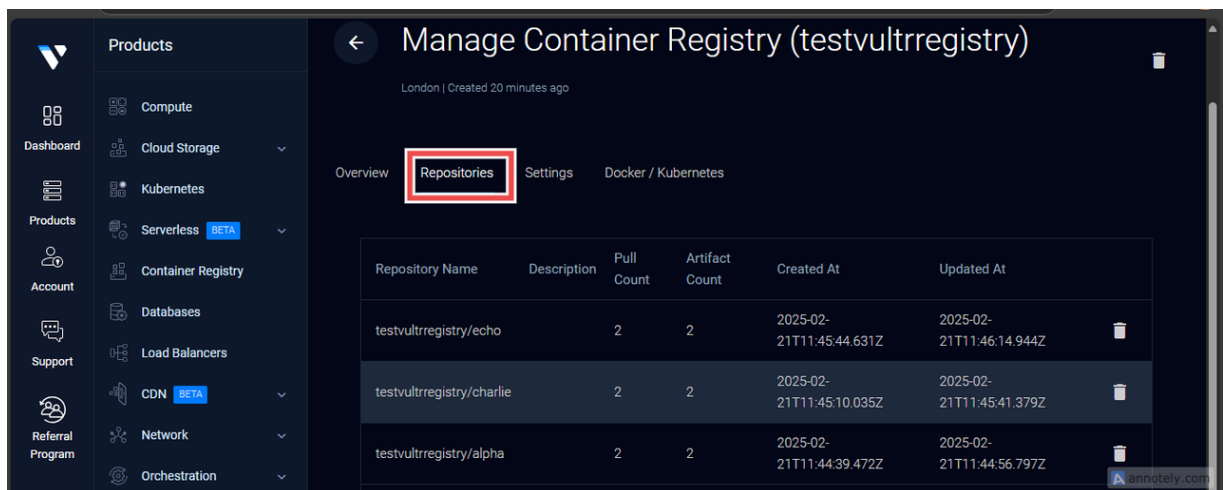 Products
Manage Container Registry (testvultrregistry)
London | Created 20 minutes ago
Dashboard
Products
Account
Support
Referral
Program
Compute
Cloud Storage
Kubernetes
Serverless BETA
Container Registry
Databases
Load Balancers
CDN BETA
Network
Orchestration
Overview Repositories Settings Docker / Kubernetes
Repository Name Description Pull Count Artifact Count Created At Updated At
testvultrregistry/echo 2 2 2025-02-21T11:45:44.631Z 2025-02-21T11:46:14.944Z
testvultrregistry/charlie 2 2 2025-02-21T11:45:10.035Z 2025-02-21T11:45:41.379Z
testvultrregistry/alpha 2 2 2025-02-21T11:44:39.472Z 2025-02-21T11:44:56.797Z
annotely.com